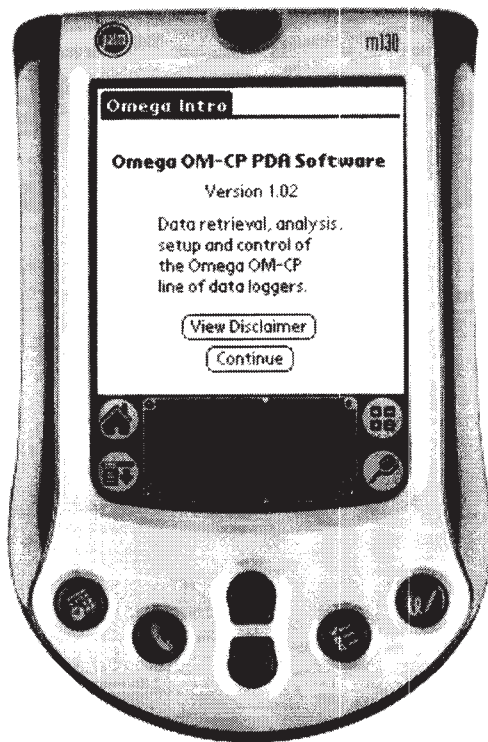 palm
m130
Omega Intro
Omega OM-CP PDA Software
Version 1.02
Data retrieval, analysis,
setup and control of
the Omega OM-CP
line of data loggers.
View Disclaimer
Continue